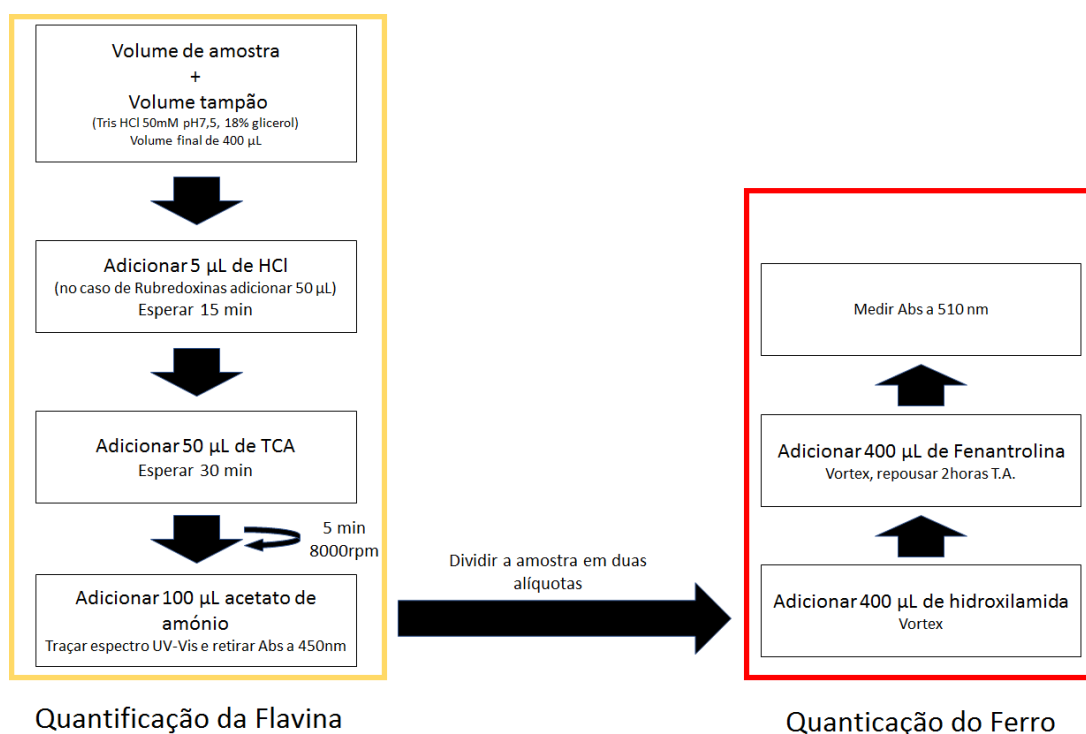 Volume de amostra
+
Volume tampão
(Tris HCl 50mM pH7,5, 18% glicerol)
Volume final de 400 µL
Adicionar 5 µL de HCl
(no caso de Rubredoxinas adicionar 50 µL)
Esperar 15 min
Adicionar 50 µL de TCA
Esperar 30 min
5 min
8000rpm
Adicionar 100 µL acetato de
amónio
Traçar espectro UV-Vis e retirar Abs a 450nm
Quantificação da Flavina
Dividir a amostra em duas
alíquotas
Medir Abs a 510 nm
Adicionar 400 µL de Fenantrolina
Vortex, repousar 2horas T.A.
Adicionar 400 µL de hidroxilamida
Vortex
Quanticação do Ferro